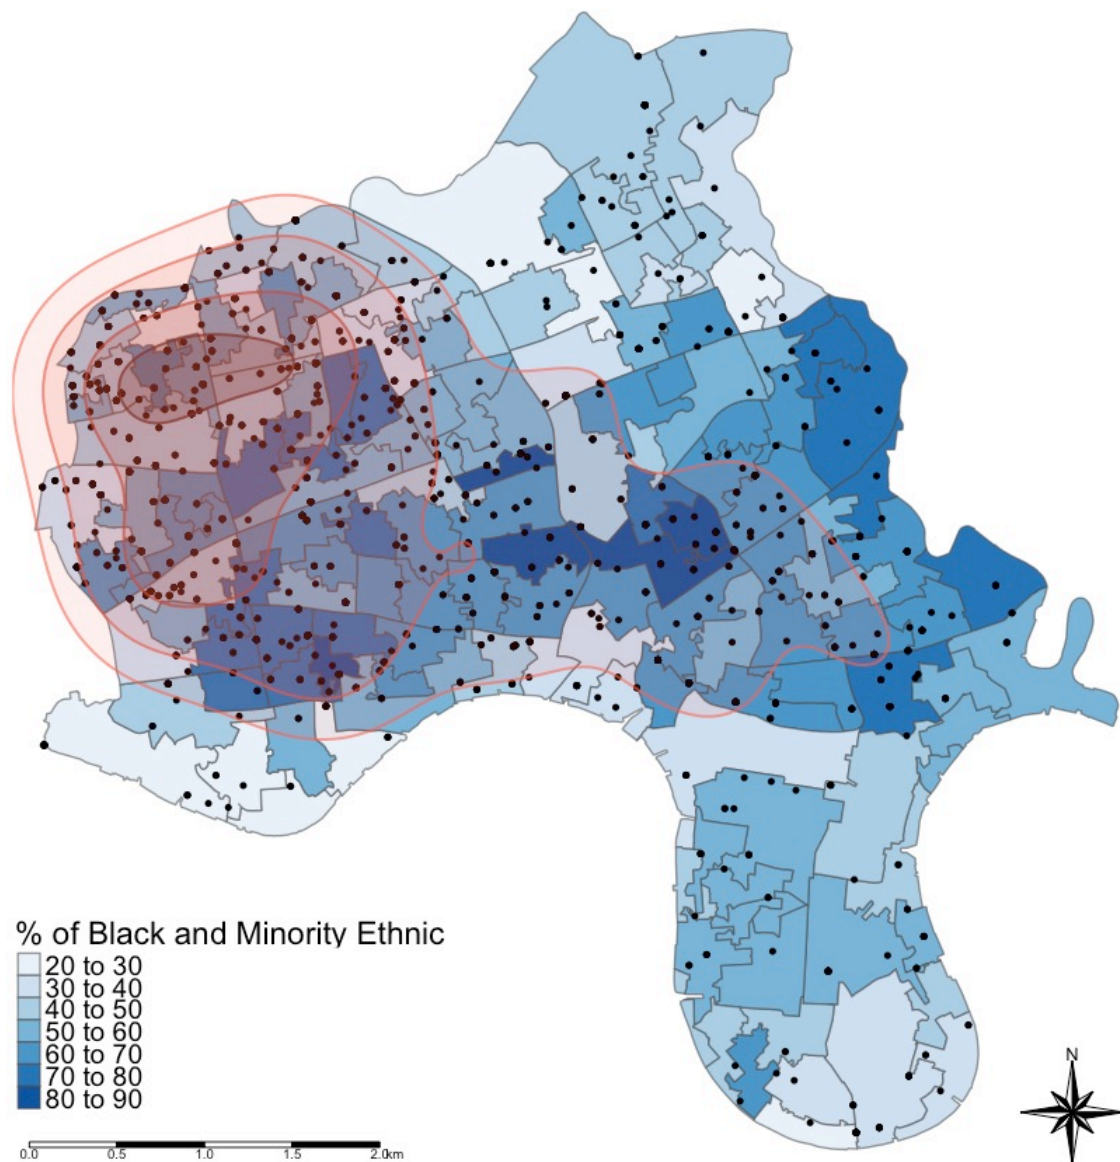 % of Black and Minority Ethnic
20 to 30
30 to 40
40 to 50
50 to 60
60 to 70
70 to 80
80 to 90
N
0.0 0.5 1.0 1.5 2.0km